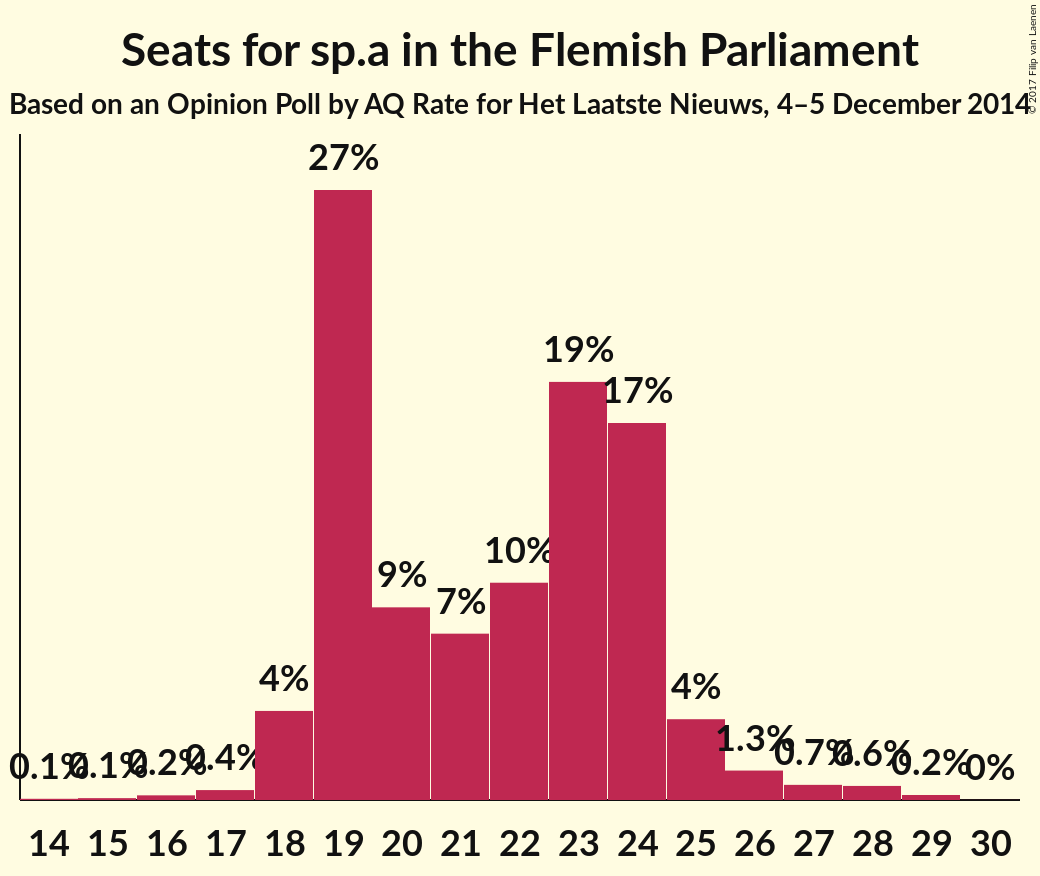 Seats for sp.a in the Flemish Parliament
Based on an Opinion Poll by AQ Rate for Het Laatste Nieuws, 4–5 December 2014
© 2017 Filip van Laenen
27%
19%
17%
10%
9%
7%
4%
4%
0.1% 0.1% 0.2% 0.4% 1.3% 0.7% 0.6% 0.2% 0%
14 15 16 17 18 19 20 21 22 23 24 25 26 27 28 29 30